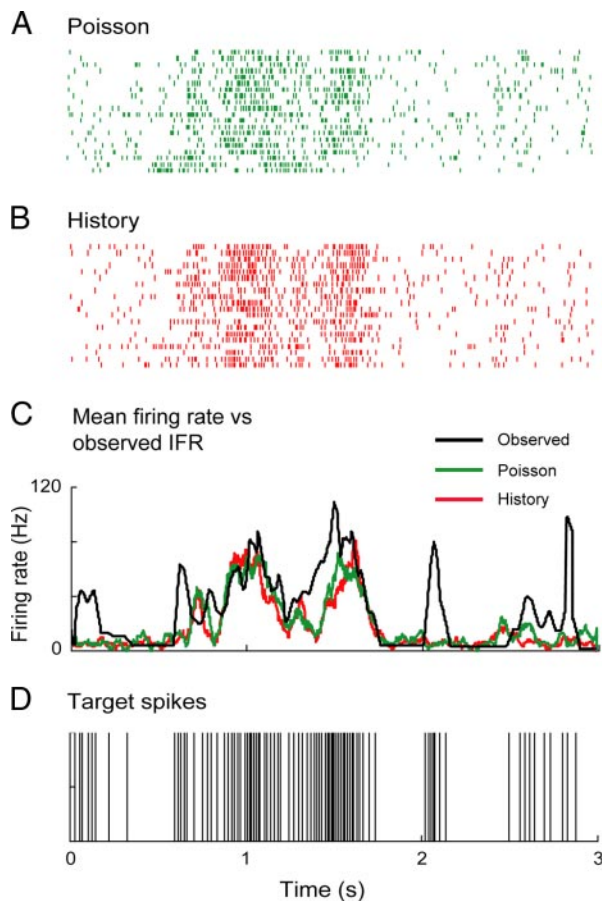 A Poisson
B History
C Mean firing rate vs
observed IFR
Observed
Poisson
History
120
Firing rate (Hz)
0
D Target spikes
0 1 2 3
Time (s)